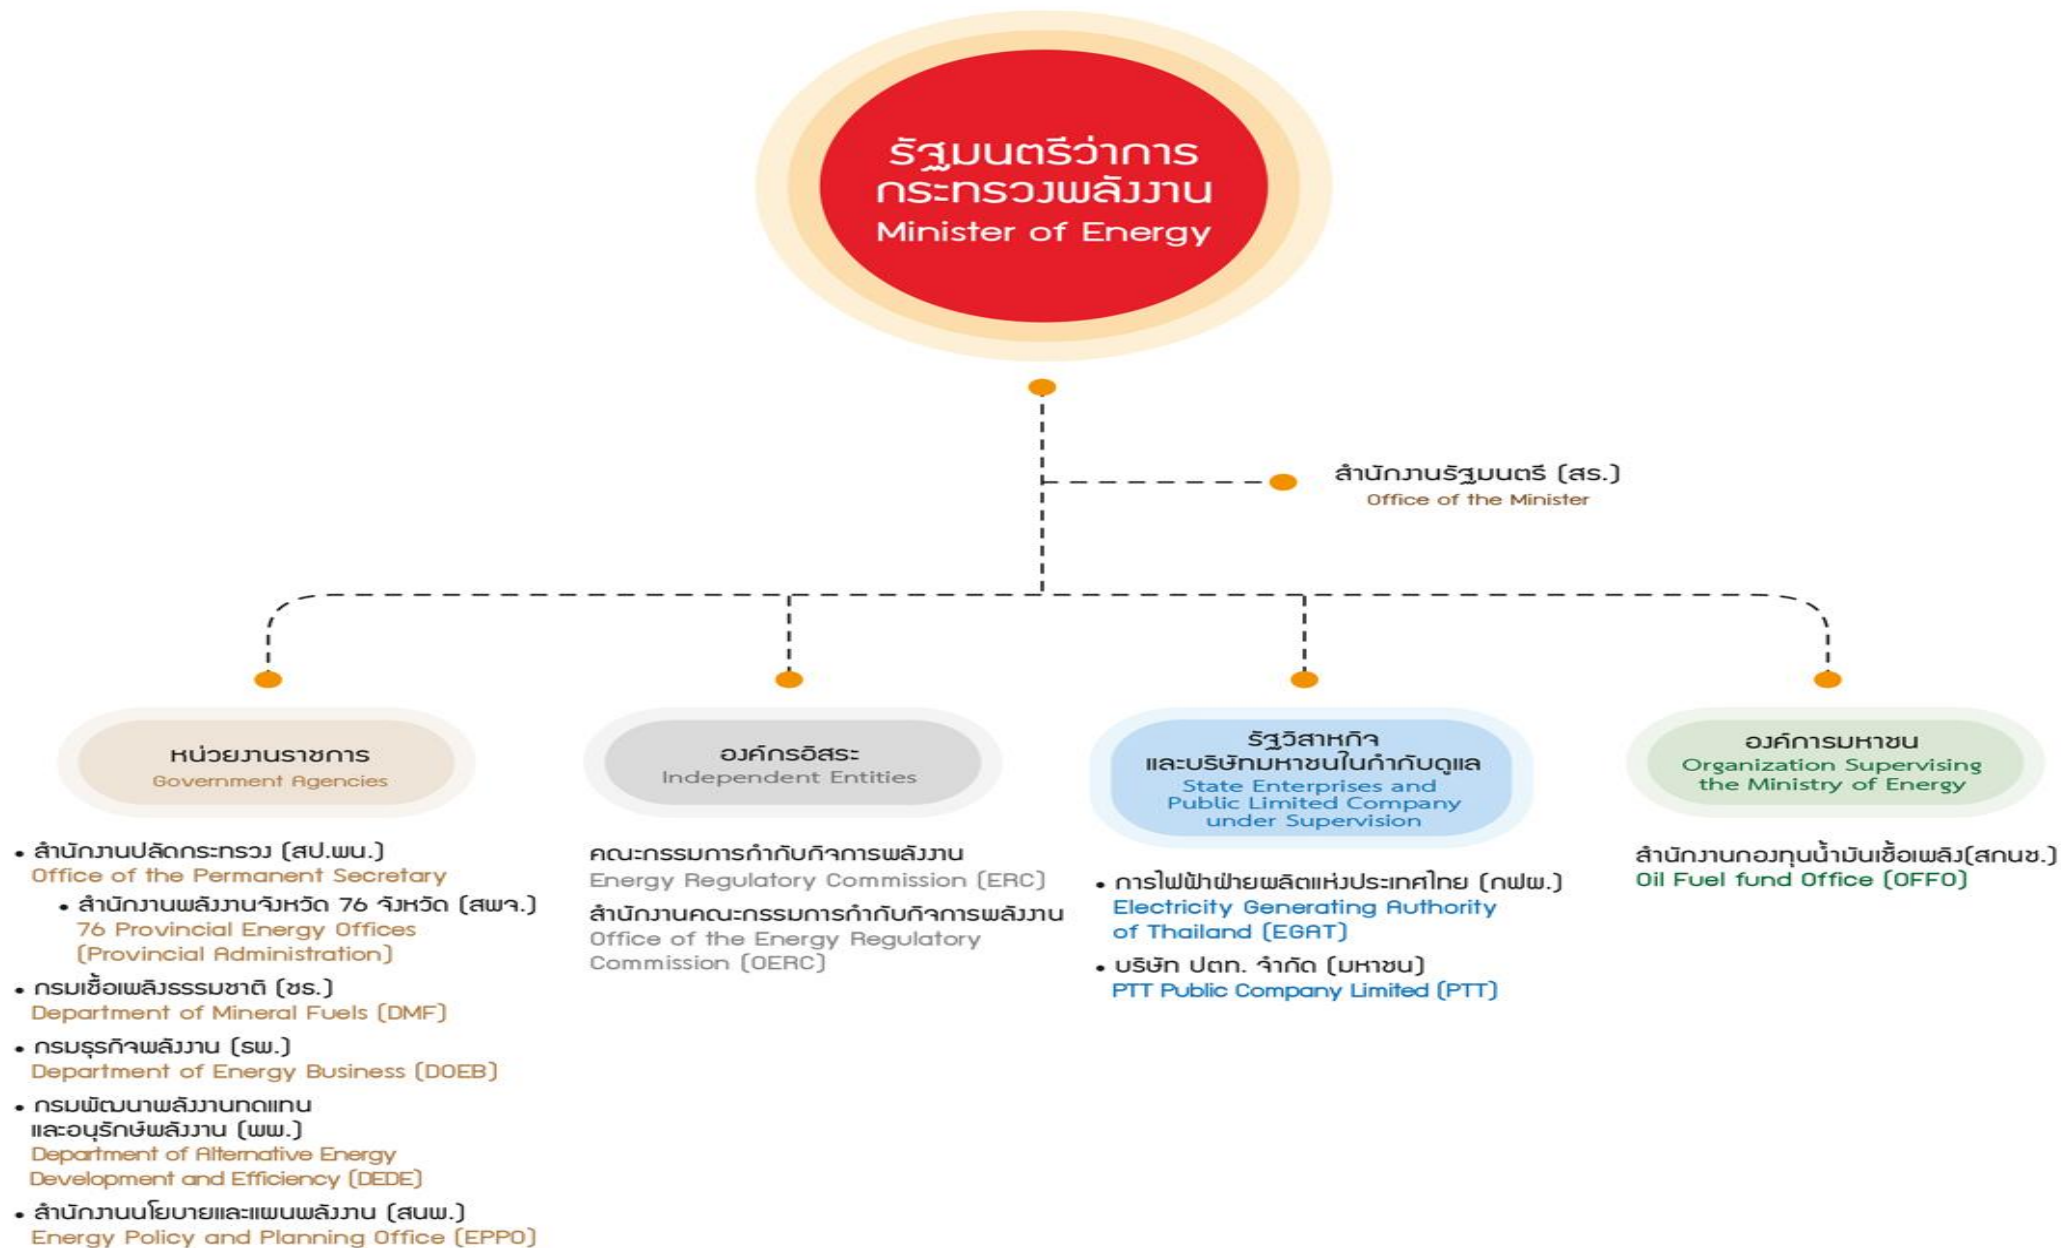 รัฐมนตรีว่าการ
กระทรวงพลังงาน
Minister of Energy
สำนักงานรัฐมนตรี (สร.)
Office of the Minister
หน่วยงานราชการ
Government Agencies
• สำนักงานปลัดกระทรวง (สป.พน.)
Office of the Permanent Secretary
• สำนักงานพลังงานจังหวัด 76 จังหวัด (สพจ.)
76 Provincial Energy Offices
(Provincial Administration)
• กรมเชื้อเพลิงธรรมชาติ (ชธ.)
Department of Mineral Fuels (DMF)
• กรมธุรกิจพลังงาน (ธพ.)
Department of Energy Business (DOEB)
• กรมพัฒนาพลังงานทดแทน
และอนุรักษ์พลังงาน (พพ.)
Department of Alternative Energy
Development and Efficiency (DEDE)
• สำนักงานนโยบายและแผนพลังงาน (สนพ.)
Energy Policy and Planning Office (EPPO)
องค์กรอิสระ
Independent Entities
คณะกรรมการกำกับกิจการพลังงาน
Energy Regulatory Commission (ERC)
สำนักงานคณะกรรมการกำกับกิจการพลังงาน
Office of the Energy Regulatory
Commission (OERC)
รัฐวิสาหกิจ
และบริษัทมหาชนในกำกับดูแล
State Enterprises and
Public Limited Company
under Supervision
• การไฟฟ้าฝ่ายผลิตแห่งประเทศไทย (กฟผ.)
Electricity Generating Authority
of Thailand (EGAT)
• บริษัท ปตท. จำกัด (มหาชน)
PTT Public Company Limited (PTT)
องค์การมหาชน
Organization Supervising
the Ministry of Energy
สำนักงานกองทุนน้ำมันเชื้อเพลิง(สกนช.)
Oil Fuel fund Office (OFFO)